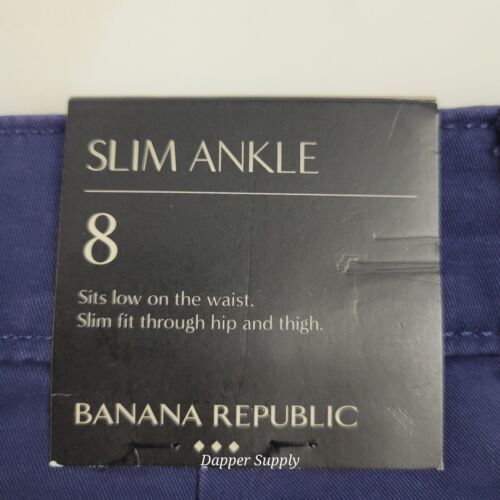 SLIM ANKLE
8
Sits low on the waist.
Slim fit through hip and thigh.
BANANA REPUBLIC
Dapper Supply